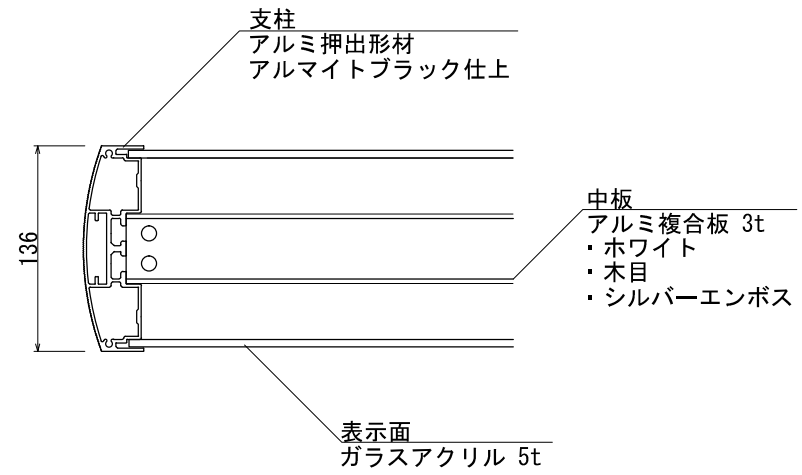 支柱
アルミ押出形材
アルマイトブラック仕上
136
中板
アルミ複合板 3t
・ホワイト
・木目
・シルバーエンボス
表示面
ガラスアクリル 5t